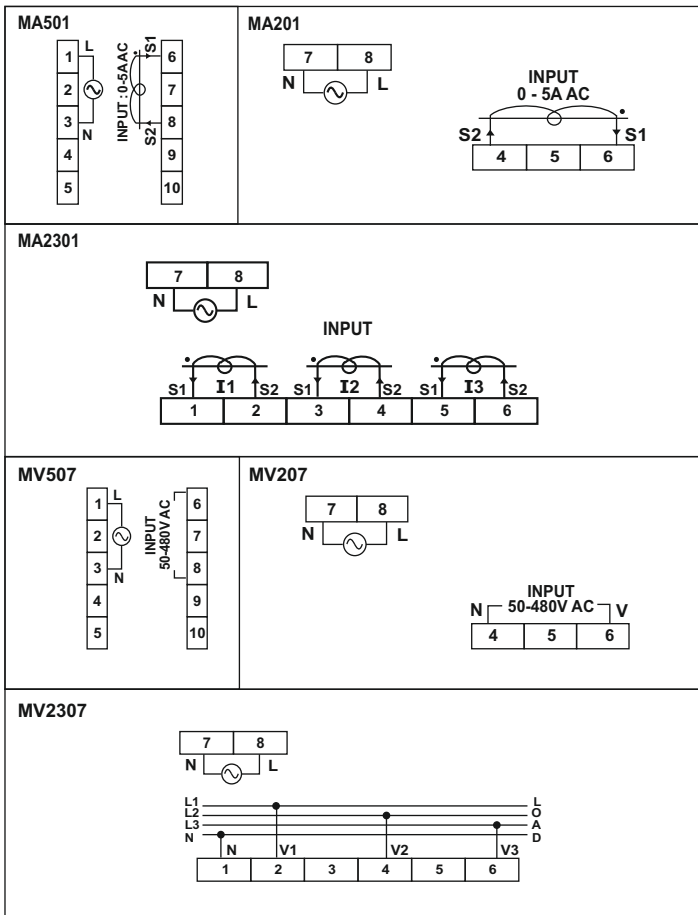 MA501
1 L 6 S1
2 7
3 N 8 S2
4 9
5 10
INPUT : 0-5A AC
MA201
7 8
N L
INPUT
0 - 5A AC
S2 S1
4 5 6
MA2301
7 8
N L
INPUT
S1 I1 S2 S1 I2 S2 S1 I3 S2
1 2 3 4 5 6
MV507
1 L 6
2 7
3 N 8
4 9
5 10
INPUT
50-480V AC
MV207
7 8
N L
INPUT
N 50-480V AC V
4 5 6
MV2307
7 8
N L
L1 L
L2 O
L3 A
N D
N V1 V2 V3
1 2 3 4 5 6